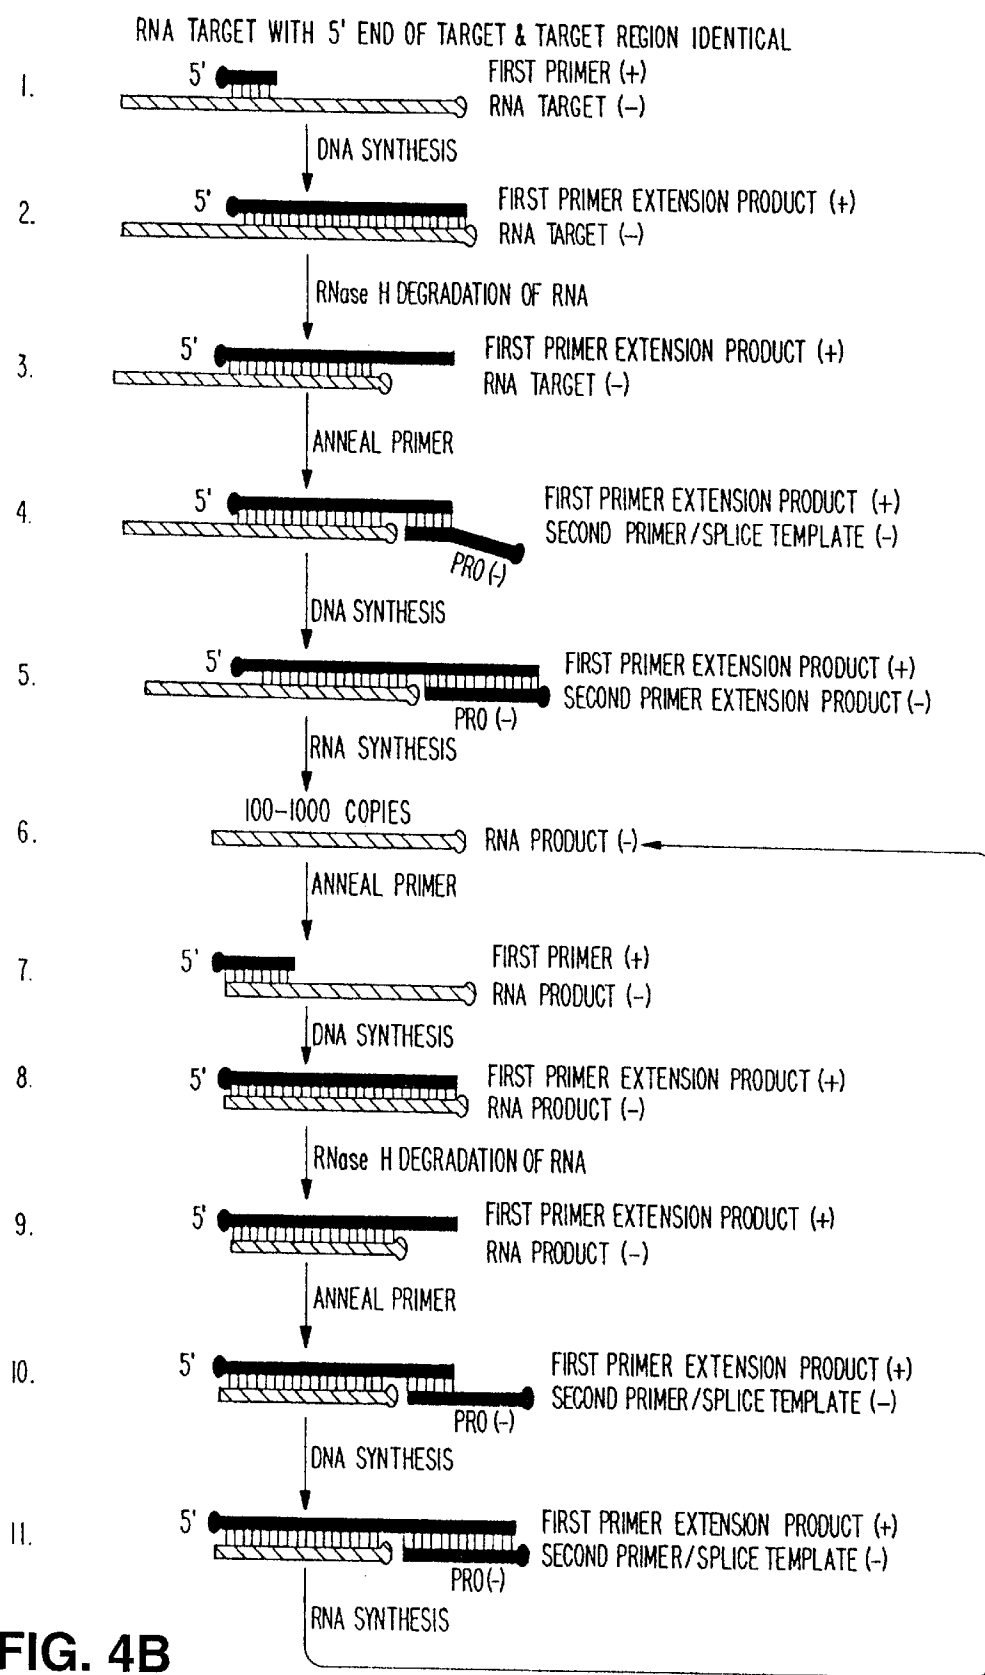 RNA TARGET WITH 5' END OF TARGET & TARGET REGION IDENTICAL
1.
5'
FIRST PRIMER (+)
RNA TARGET (−)
DNA SYNTHESIS
2.
5'
FIRST PRIMER EXTENSION PRODUCT (+)
RNA TARGET (−)
RNase H DEGRADATION OF RNA
3.
5'
FIRST PRIMER EXTENSION PRODUCT (+)
RNA TARGET (−)
ANNEAL PRIMER
4.
5'
FIRST PRIMER EXTENSION PRODUCT (+)
SECOND PRIMER/SPLICE TEMPLATE (−)
PRO (−)
DNA SYNTHESIS
5.
5'
FIRST PRIMER EXTENSION PRODUCT (+)
SECOND PRIMER EXTENSION PRODUCT (−)
PRO (−)
RNA SYNTHESIS
6.
100−1000 COPIES
RNA PRODUCT (−)
ANNEAL PRIMER
7.
5'
FIRST PRIMER (+)
RNA PRODUCT (−)
DNA SYNTHESIS
8.
5'
FIRST PRIMER EXTENSION PRODUCT (+)
RNA PRODUCT (−)
RNase H DEGRADATION OF RNA
9.
5'
FIRST PRIMER EXTENSION PRODUCT (+)
RNA PRODUCT (−)
ANNEAL PRIMER
10.
5'
FIRST PRIMER EXTENSION PRODUCT (+)
SECOND PRIMER/SPLICE TEMPLATE (−)
PRO (−)
DNA SYNTHESIS
11.
5'
FIRST PRIMER EXTENSION PRODUCT (+)
SECOND PRIMER/SPLICE TEMPLATE (−)
PRO (−)
RNA SYNTHESIS
FIG. 4B